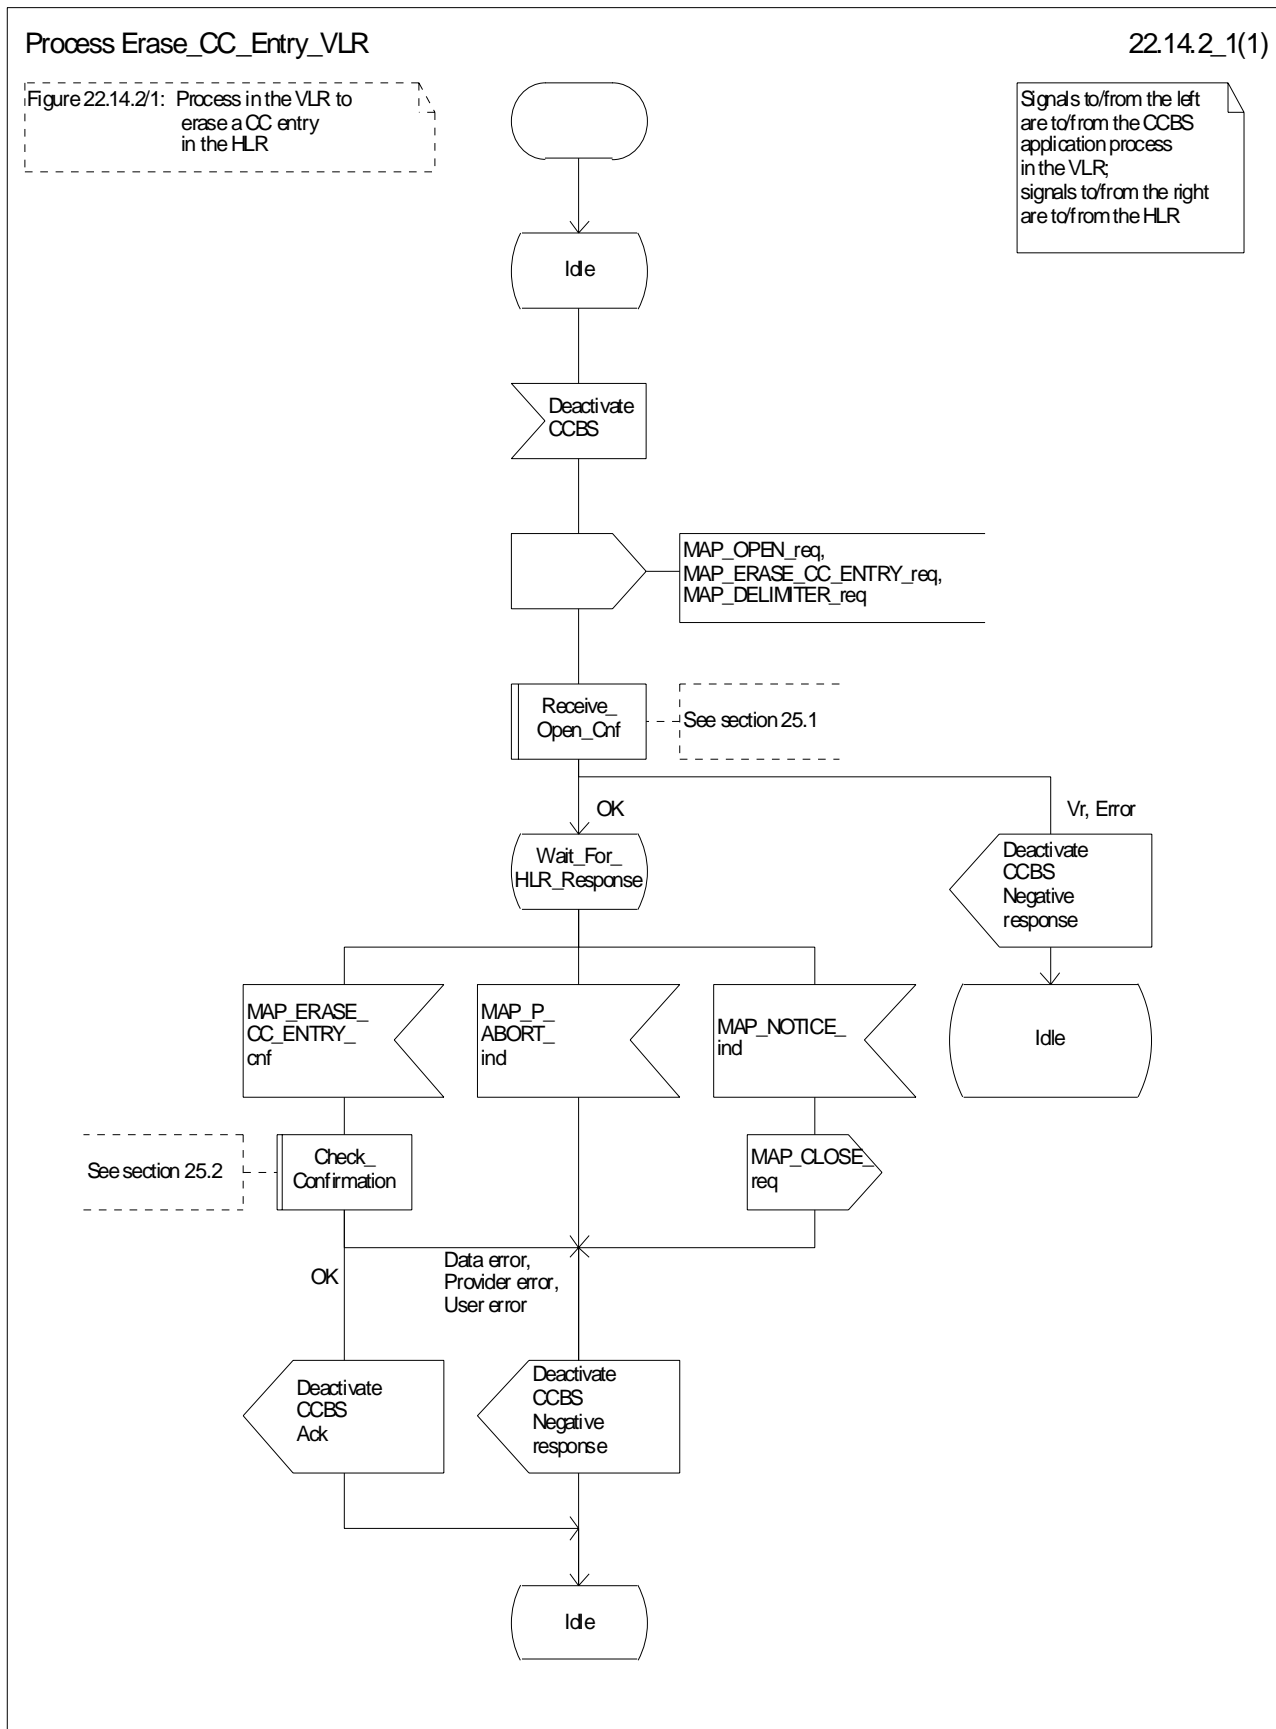 Process Erase_CC_Entry_VLR
22.14.2_1(1)
Figure 22.14.2/1: Process in the VLR to
erase a CC entry
in the HLR
Signals to/from the left
are to/from the CCBS
application process
in the VLR;
signals to/from the right
are to/from the HLR
Idle
Deactivate
CCBS
MAP_OPEN_req,
MAP_ERASE_CC_ENTRY_req,
MAP_DELIMITER_req
Receive_
Open_Cnf
See section 25.1
OK
Vr, Error
Wait_For_
HLR_Response
Deactivate
CCBS
Negative
response
MAP_ERASE_
CC_ENTRY_
cnf
MAP_P_
ABORT_
ind
MAP_NOTICE_
ind
Idle
See section 25.2
Check_
Confirmation
MAP_CLOSE_
req
OK
Data error,
Provider error,
User error
Deactivate
CCBS
Ack
Deactivate
CCBS
Negative
response
Idle